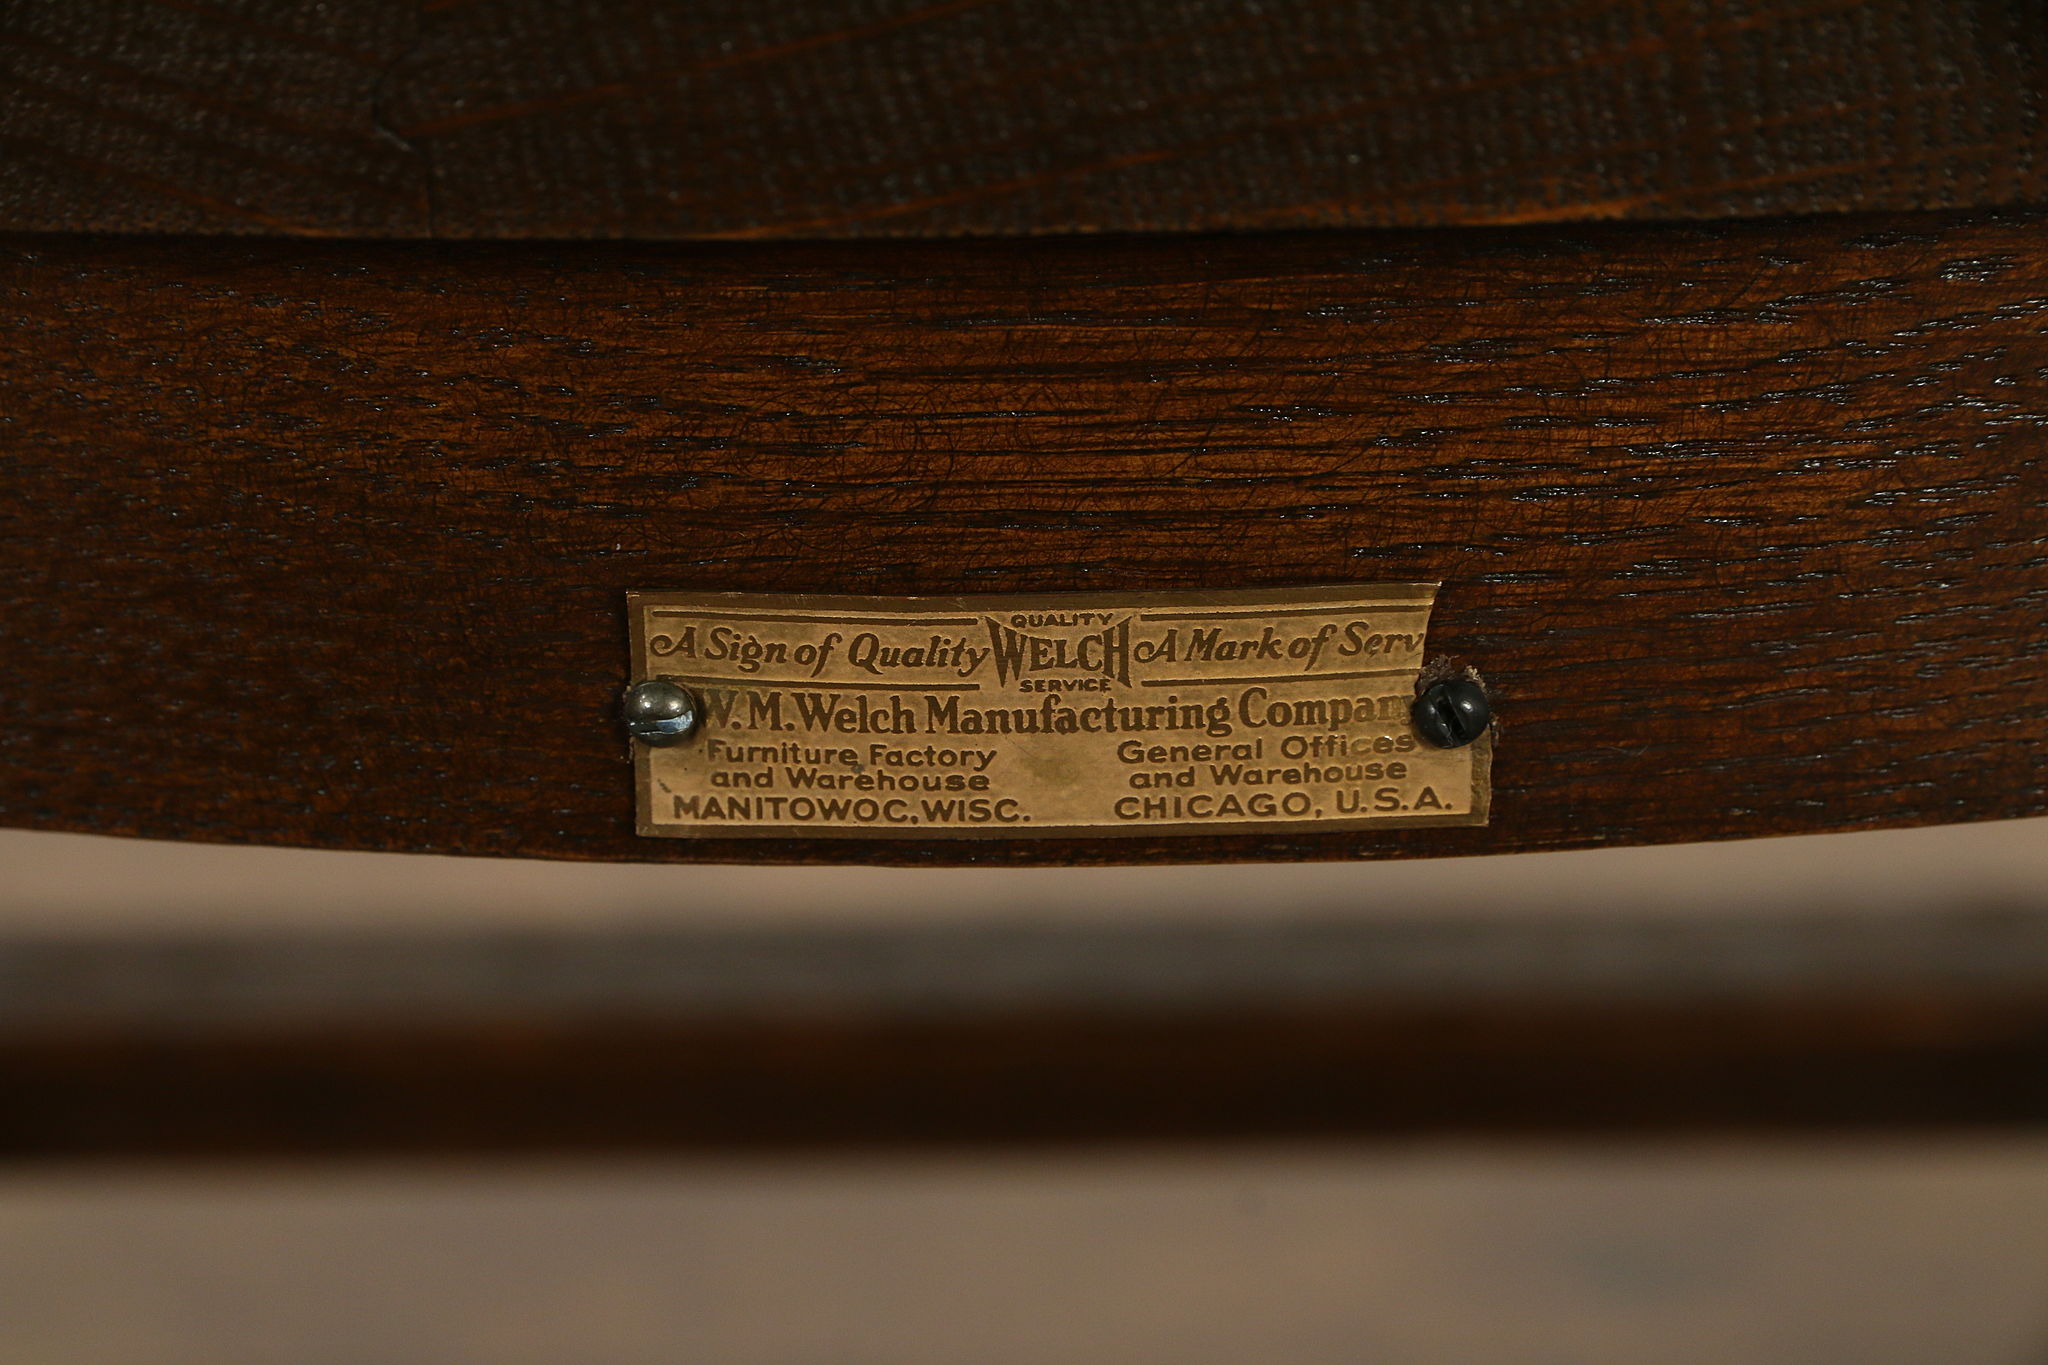 A Sign of Quality QUALITY WELCH SERVICE A Mark of Serv
W.M. Welch Manufacturing Company
Furniture Factory General Offices
and Warehouse and Warehouse
MANITOWOC, WISC. CHICAGO, U.S.A.